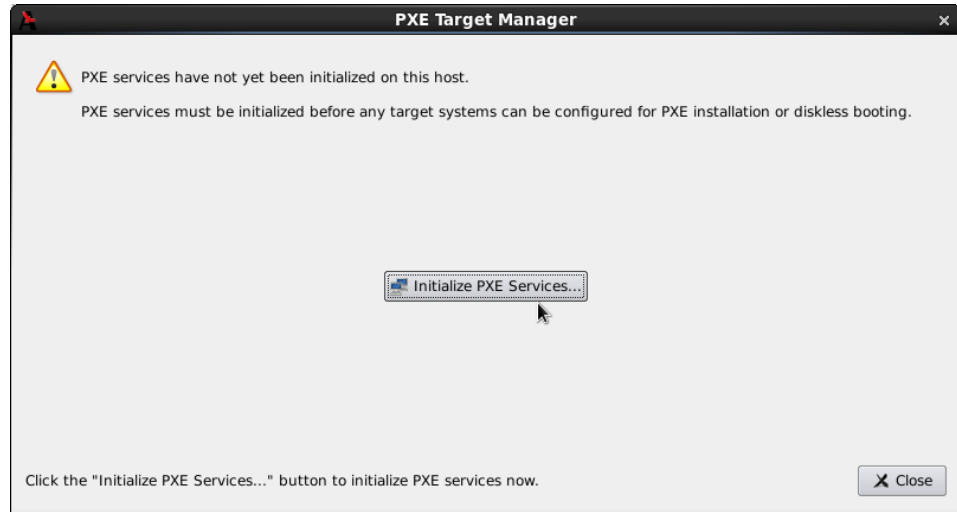 PXE Target Manager
PXE services have not yet been initialized on this host.
PXE services must be initialized before any target systems can be configured for PXE installation or diskless booting.
Initialize PXE Services...
Click the "Initialize PXE Services..." button to initialize PXE services now.
Close